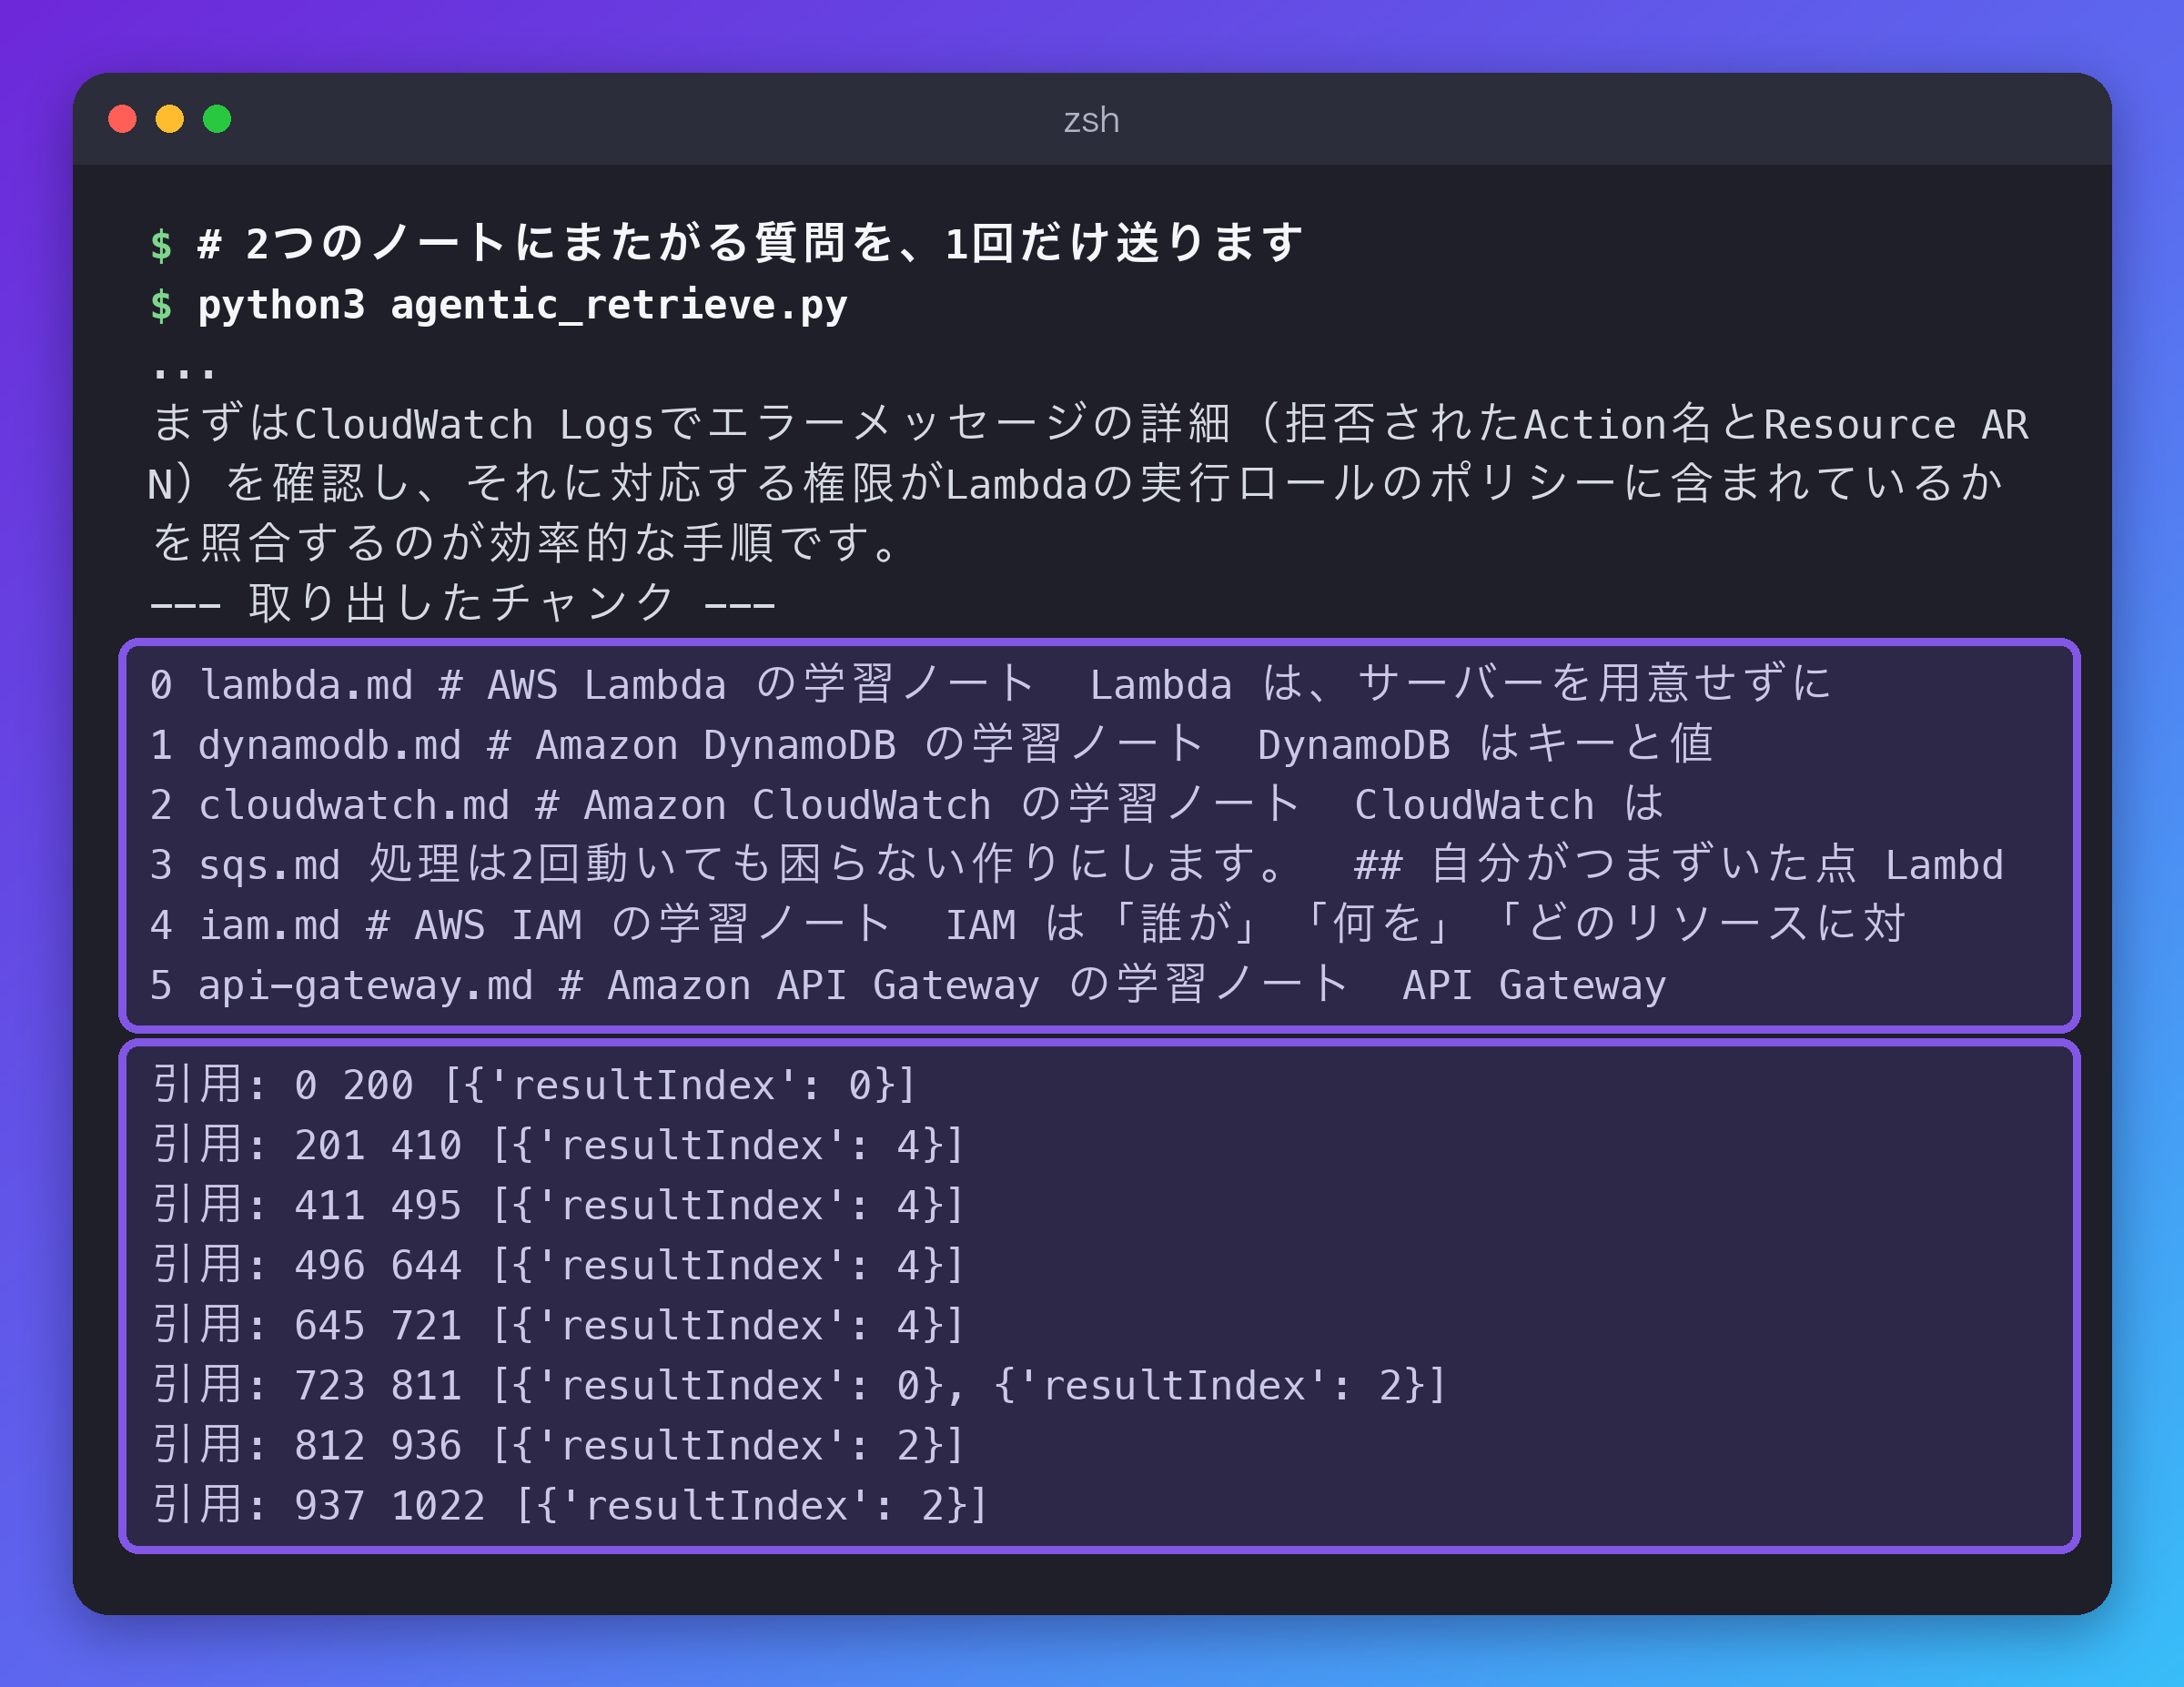 zsh
$ # 2つのノートにまたがる質問を、1回だけ送ります
$ python3 agentic_retrieve.py
...
まずはCloudWatch Logsでエラーメッセージの詳細（拒否されたAction名とResource AR
N）を確認し、それに対応する権限がLambdaの実行ロールのポリシーに含まれているか
を照合するのが効率的な手順です。
--- 取り出したチャンク ---
0 lambda.md # AWS Lambda の学習ノート  Lambda は、サーバーを用意せずに
1 dynamodb.md # Amazon DynamoDB の学習ノート  DynamoDB はキーと値
2 cloudwatch.md # Amazon CloudWatch の学習ノート  CloudWatch は
3 sqs.md 処理は2回動いても困らない作りにします。  ## 自分がつまずいた点 Lambd
4 iam.md # AWS IAM の学習ノート  IAM は「誰が」「何を」「どのリソースに対
5 api-gateway.md # Amazon API Gateway の学習ノート  API Gateway
引用: 0 200 [{'resultIndex': 0}]
引用: 201 410 [{'resultIndex': 4}]
引用: 411 495 [{'resultIndex': 4}]
引用: 496 644 [{'resultIndex': 4}]
引用: 645 721 [{'resultIndex': 4}]
引用: 723 811 [{'resultIndex': 0}, {'resultIndex': 2}]
引用: 812 936 [{'resultIndex': 2}]
引用: 937 1022 [{'resultIndex': 2}]